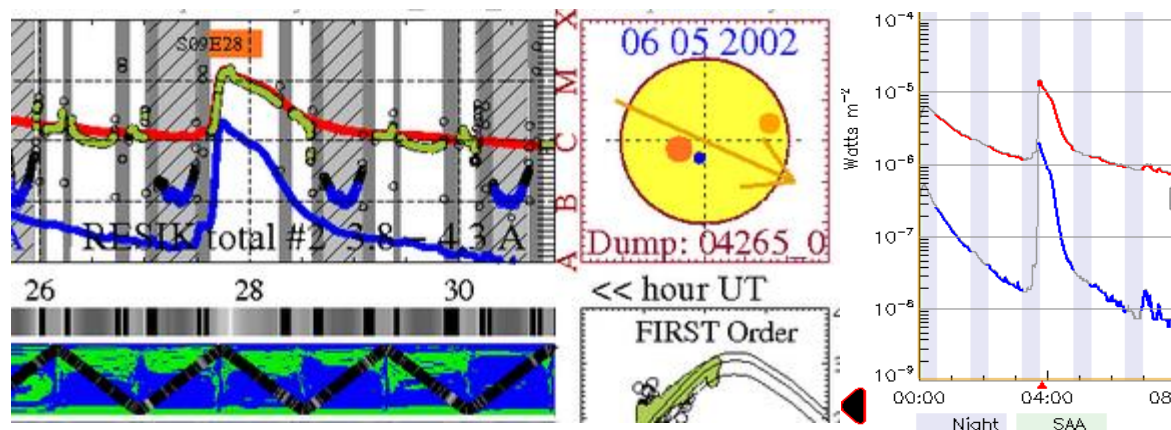 S09E28
RESIK total #2 3.8 – 4.3 Å
X
M
C
B
A
26 28 30 << hour UT
06 05 2002
Dump: 04265_0
FIRST Order
Watts m⁻²
10⁻⁴
10⁻⁵
10⁻⁶
10⁻⁷
10⁻⁸
10⁻⁹
00:00 04:00 08
Night SAA